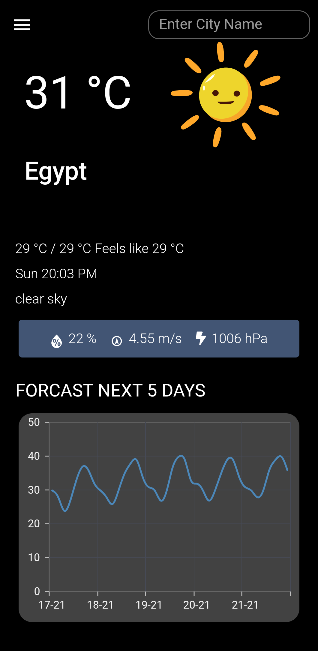 Enter City Name
31 °C
Egypt
29 °C / 29 °C Feels like 29 °C
Sun 20:03 PM
clear sky
22 % 4.55 m/s 1006 hPa
FORCAST NEXT 5 DAYS
50
40
30
20
10
0
17-21 18-21 19-21 20-21 21-21